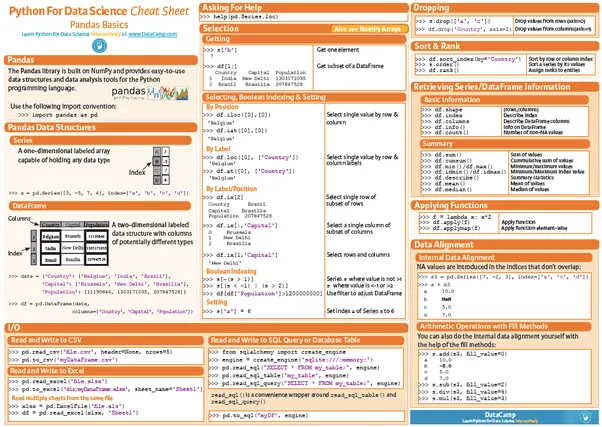 Python For Data Science Cheat Sheet
Pandas Basics
Learn Python for Data Science Interactively at www.DataCamp.com
Pandas
The Pandas library is built on NumPy and provides easy-to-use
data structures and data analysis tools for the Python
programming language.
pandas
Use the following import convention:
>>> import pandas as pd
Pandas Data Structures
Series
A one-dimensional labeled array
capable of holding any data type
Index
A 3
B -5
C 7
D 4
>>> s = pd.Series([3, -5, 7, 4], index=['a', 'b', 'c', 'd'])
DataFrame
Columns
Index
Country Capital Population
0 Belgium Brussels 11190846
1 India New Delhi 1303171035
2 Brazil Brasília 207847528
A two-dimensional labeled
data structure with columns
of potentially different types
>>> data = {'Country': ['Belgium', 'India', 'Brazil'],
'Capital': ['Brussels', 'New Delhi', 'Brasília'],
'Population': [11190846, 1303171035, 207847528]}
>>> df = pd.DataFrame(data,
columns=['Country', 'Capital', 'Population'])
I/O
Read and Write to CSV
>>> pd.read_csv('file.csv', header=None, nrows=5)
>>> pd.to_csv('myDataFrame.csv')
Read and Write to Excel
>>> pd.read_excel('file.xlsx')
>>> pd.to_excel('dir/myDataFrame.xlsx', sheet_name='Sheet1')
Read multiple sheets from the same file
>>> xlsx = pd.ExcelFile('file.xls')
>>> df = pd.read_excel(xlsx, 'Sheet1')
Asking For Help
>>> help(pd.Series.loc)
Selection
Also see NumPy Arrays
Getting
>>> s['b'] Get one element
>>> df[1:] Get subset of a DataFrame
Country Capital Population
1 India New Delhi 1303171035
2 Brazil Brasília 207847528
Selecting, Boolean Indexing & Setting
By Position
>>> df.iloc([0],[0]) Select single value by row &
'Belgium' column
>>> df.iat([0],[0])
'Belgium'
By Label
>>> df.loc([0], ['Country']) Select single value by row &
'Belgium' column labels
>>> df.at([0], ['Country'])
'Belgium'
By Label/Position
>>> df.ix[2] Select single row of
Country Brazil subset of rows
Capital Brasília
Population 207847528
>>> df.ix[:,'Capital'] Select a single column of
0 Brussels subset of columns
1 New Delhi
2 Brasília
>>> df.ix[1,'Capital'] Select rows and columns
'New Delhi'
Boolean Indexing
>>> s[~(s > 1)] Series s where value is not >1
>>> s[(s < -1) | (s > 2)] s where value is <-1 or >2
>>> df[df['Population']>1200000000] Use filter to adjust DataFrame
Setting
>>> s['a'] = 6 Set index a of Series s to 6
Read and Write to SQL Query or Database Table
>>> from sqlalchemy import create_engine
>>> engine = create_engine('sqlite:///:memory:')
>>> pd.read_sql("SELECT * FROM my_table;", engine)
>>> pd.read_sql_table('my_table', engine)
>>> pd.read_sql_query("SELECT * FROM my_table;", engine)
read_sql() is a convenience wrapper around read_sql_table() and
read_sql_query()
>>> pd.to_sql('myDf', engine)
Dropping
>>> s.drop(['a', 'c']) Drop values from rows (axis=0)
>>> df.drop('Country', axis=1) Drop values from columns(axis=1)
Sort & Rank
>>> df.sort_index(by='Country') Sort by row or column index
>>> s.order() Sort a series by its values
>>> df.rank() Assign ranks to entries
Retrieving Series/DataFrame Information
Basic Information
>>> df.shape (rows,columns)
>>> df.index Describe index
>>> df.columns Describe DataFrame columns
>>> df.info() Info on DataFrame
>>> df.count() Number of non-NA values
Summary
>>> df.sum() Sum of values
>>> df.cumsum() Cummulative sum of values
>>> df.min()/df.max() Minimum/maximum values
>>> df.idmin()/df.idmax() Minimum/Maximum index value
>>> df.describe() Summary statistics
>>> df.mean() Mean of values
>>> df.median() Median of values
Applying Functions
>>> f = lambda x: x*2
>>> df.apply(f) Apply function
>>> df.applymap(f) Apply function element-wise
Data Alignment
Internal Data Alignment
NA values are introduced in the indices that don't overlap:
>>> s3 = pd.Series([7, -2, 3], index=['a', 'c', 'd'])
>>> s + s3
a 10.0
b NaN
c 5.0
d 7.0
Arithmetic Operations with Fill Methods
You can also do the internal data alignment yourself with
the help of the fill methods:
>>> s.add(s3, fill_value=0)
a 10.0
b -5.0
c 5.0
d 7.0
>>> s.sub(s3, fill_value=2)
>>> s.div(s3, fill_value=4)
>>> s.mul(s3, fill_value=3)
DataCamp
Learn Python for Data Science Interactively